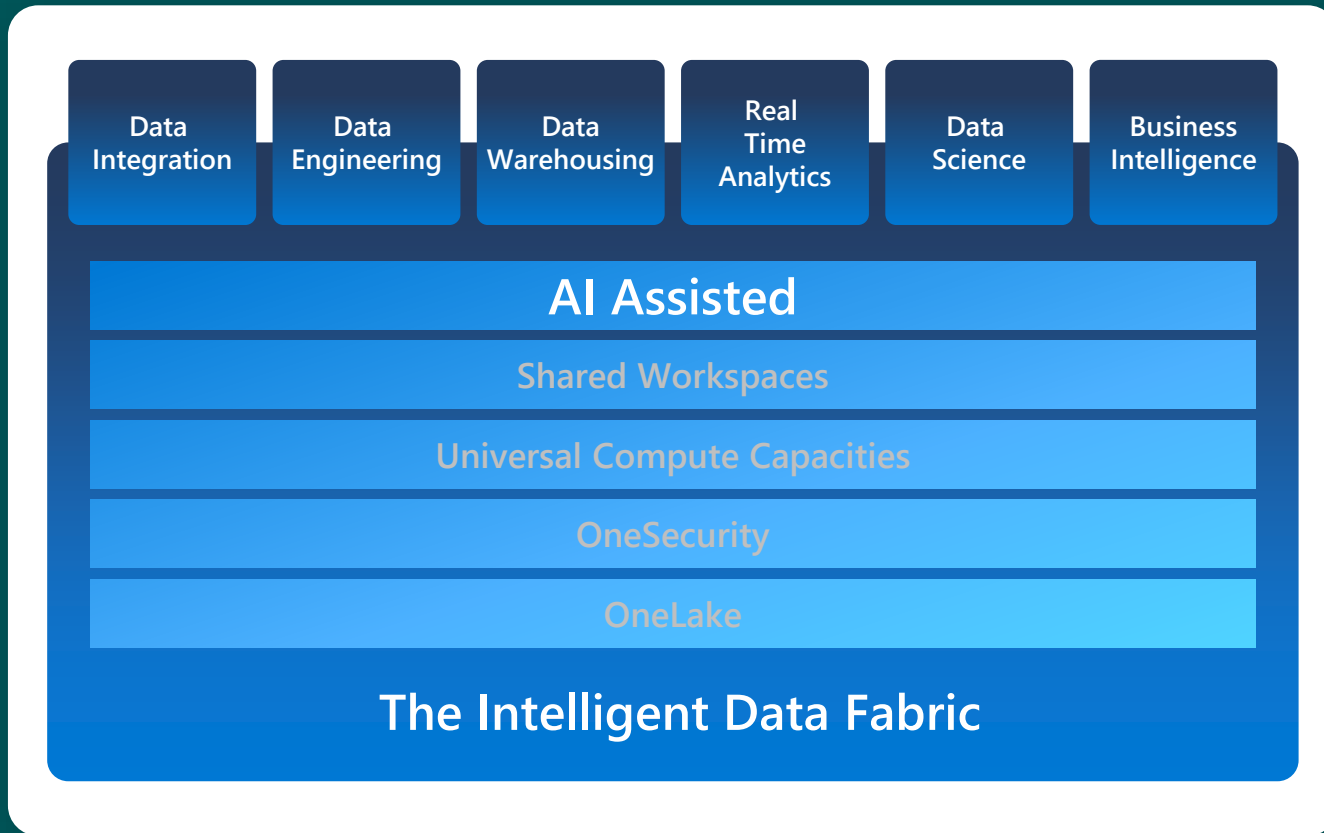 Data
Integration
Data
Engineering
Data
Warehousing
Real
Time
Analytics
Data
Science
Business
Intelligence
AI Assisted
Shared Workspaces
Universal Compute Capacities
OneSecurity
OneLake
The Intelligent Data Fabric